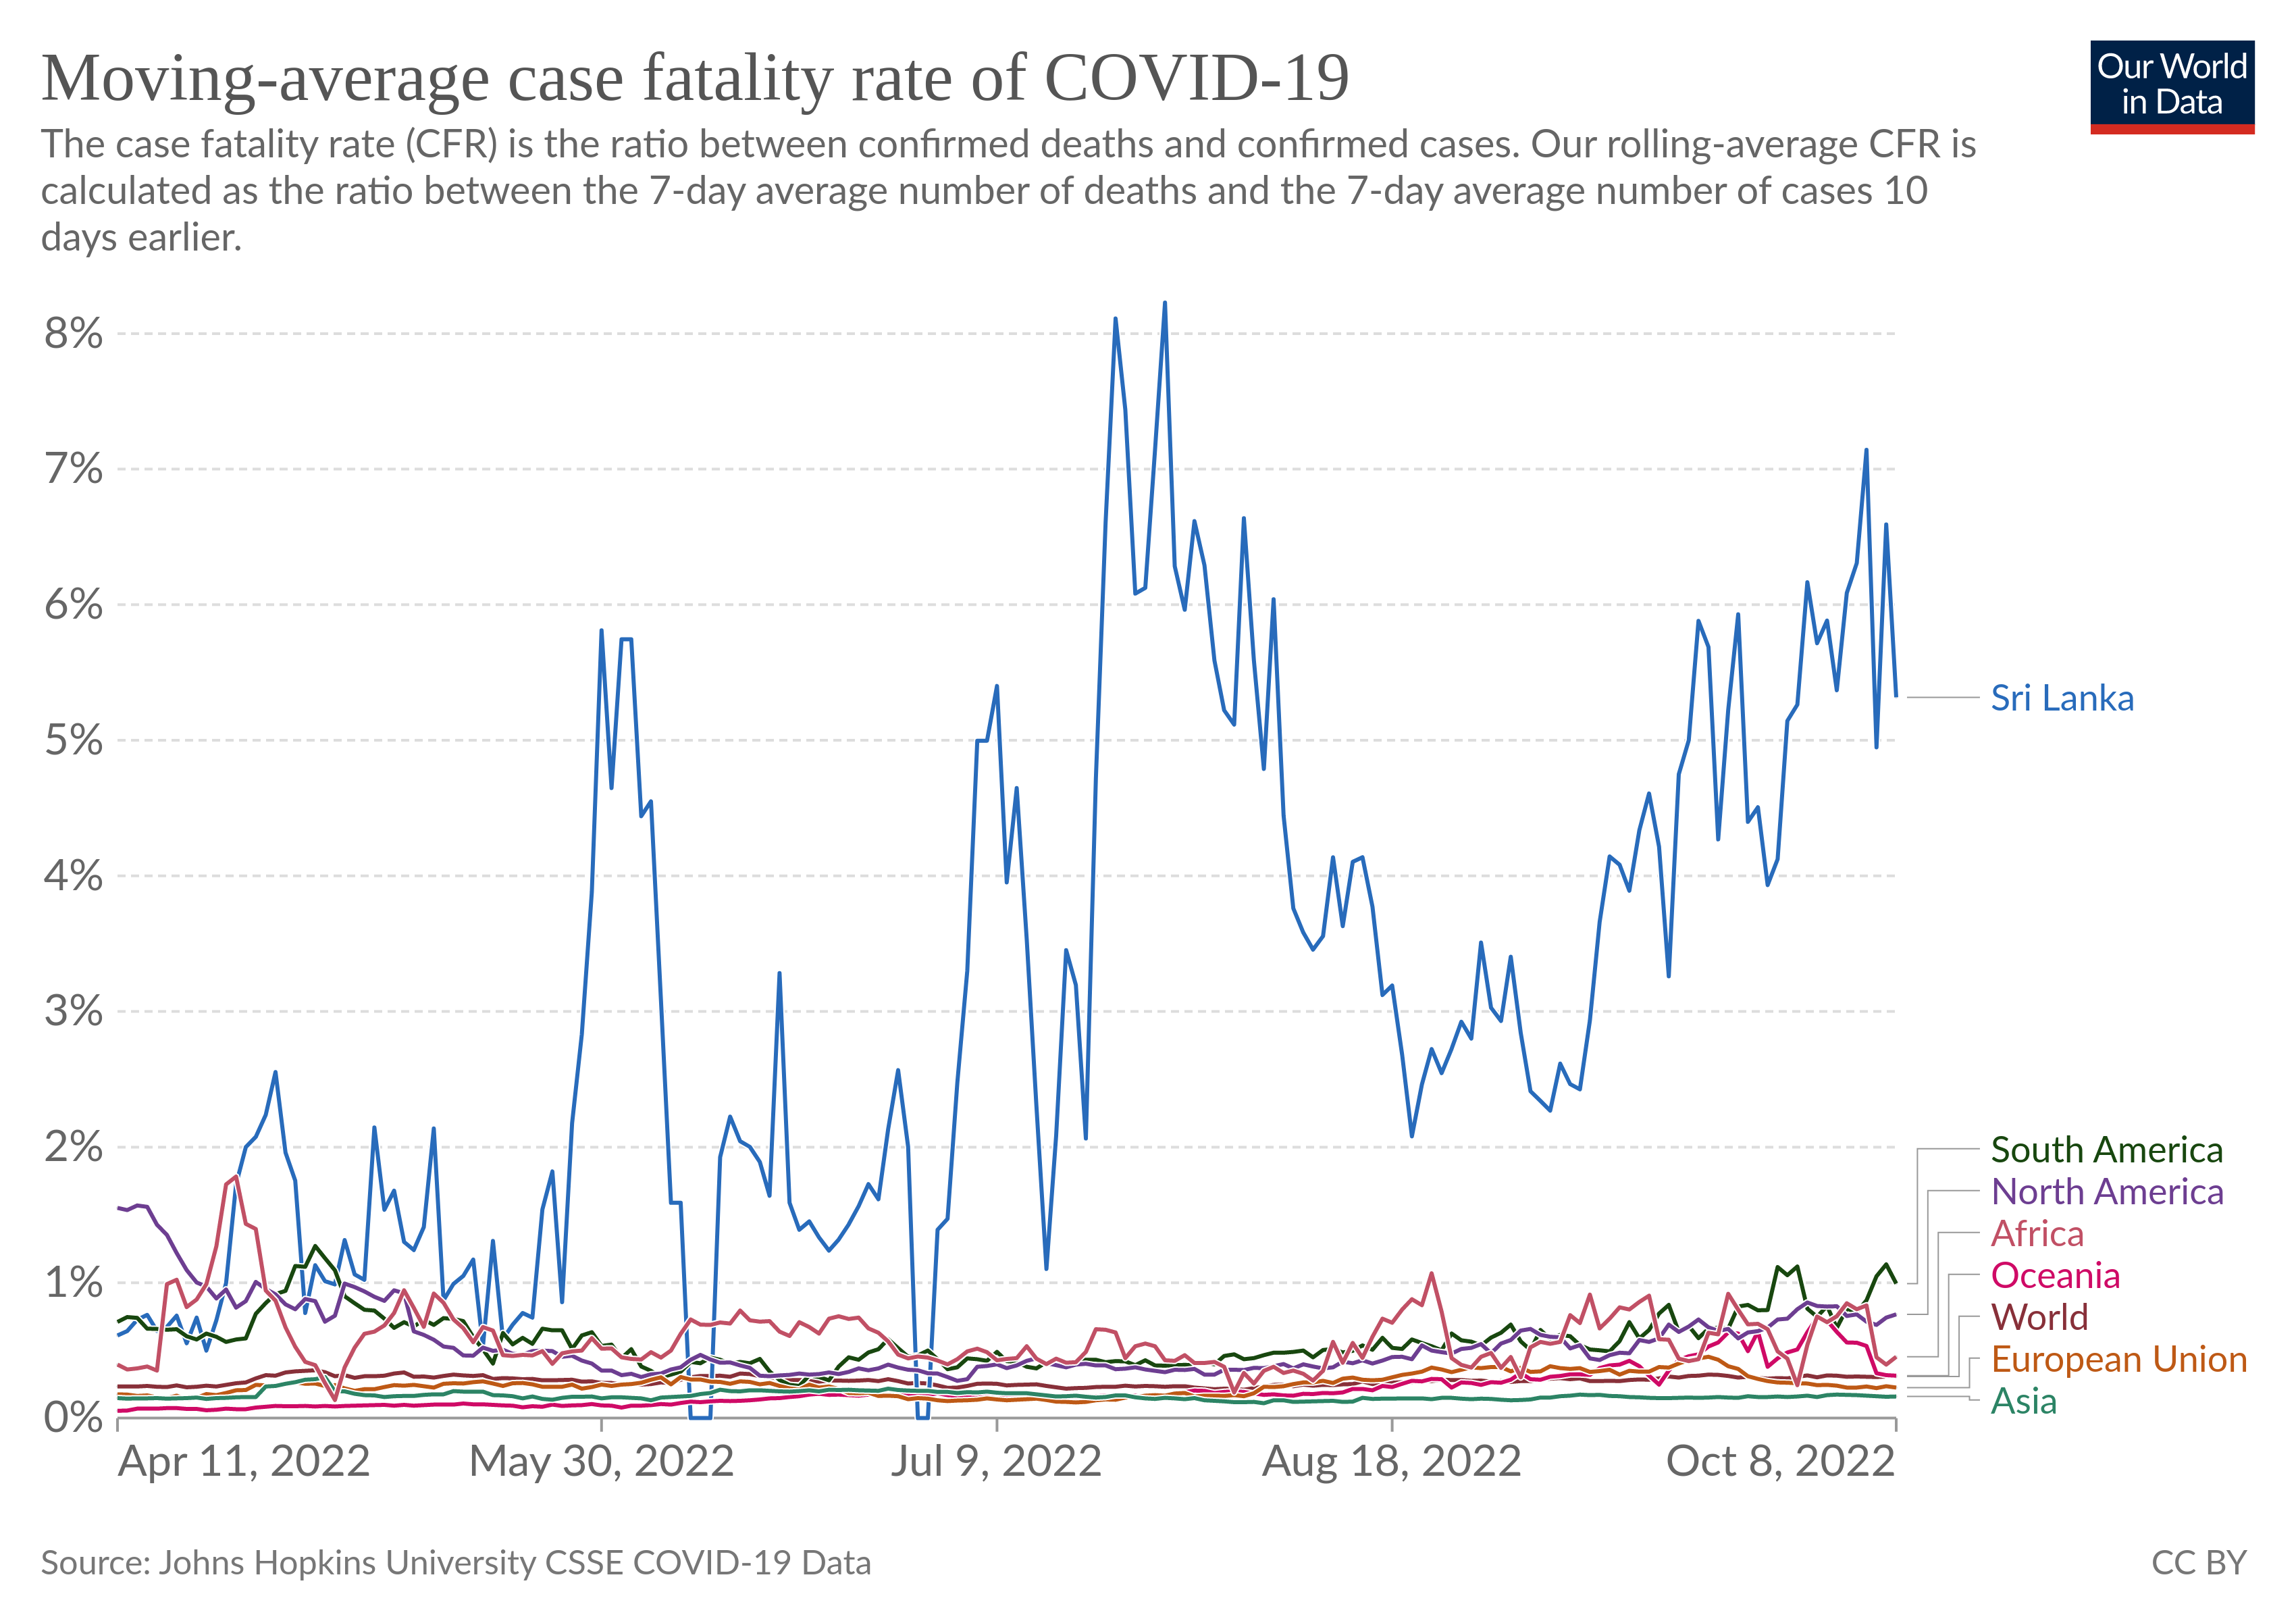 Moving-average case fatality rate of COVID-19
Our World
in Data
The case fatality rate (CFR) is the ratio between confirmed deaths and confirmed cases. Our rolling-average CFR is
calculated as the ratio between the 7-day average number of deaths and the 7-day average number of cases 10
days earlier.
8%
7%
6%
5%
4%
3%
2%
1%
0%
Sri Lanka
South America
North America
Africa
Oceania
World
European Union
Asia
Apr 11, 2022
May 30, 2022
Jul 9, 2022
Aug 18, 2022
Oct 8, 2022
Source: Johns Hopkins University CSSE COVID-19 Data
CC BY